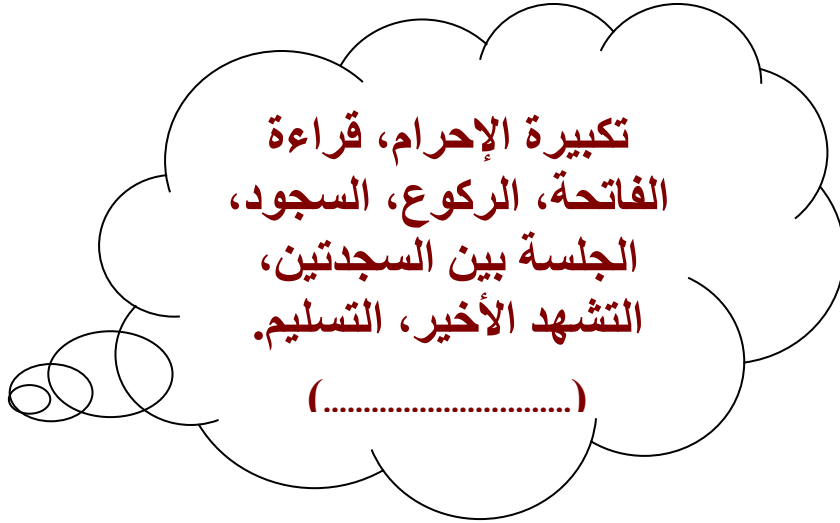 تكبيرة الإحرام، قراءة
الفاتحة، الركوع، السجود،
الجلسة بين السجدتين،
التشهد الأخير، التسليم.
(...............................)